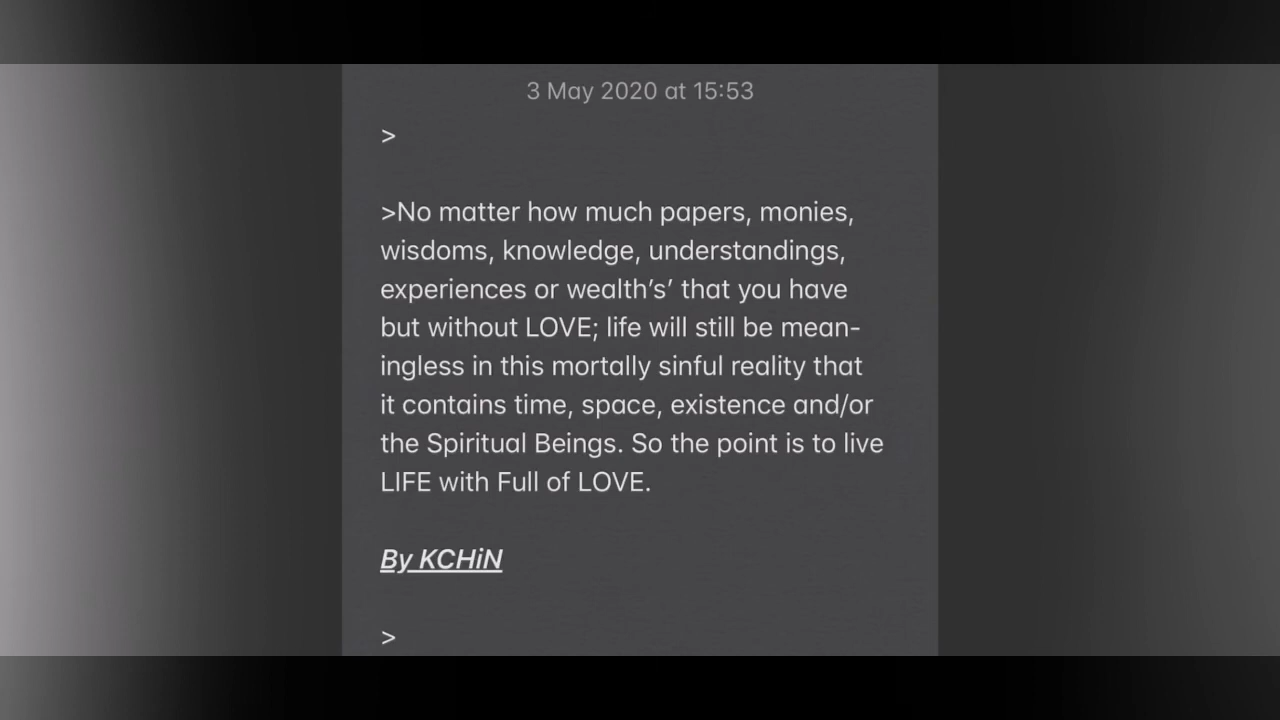 3 May 2020 at 15:53
>
>No matter how much papers, monies,
wisdoms, knowledge, understandings,
experiences or wealth’s’ that you have
but without LOVE; life will still be mean-
ingless in this mortally sinful reality that
it contains time, space, existence and/or
the Spiritual Beings. So the point is to live
LIFE with Full of LOVE.
By KCHiN
>